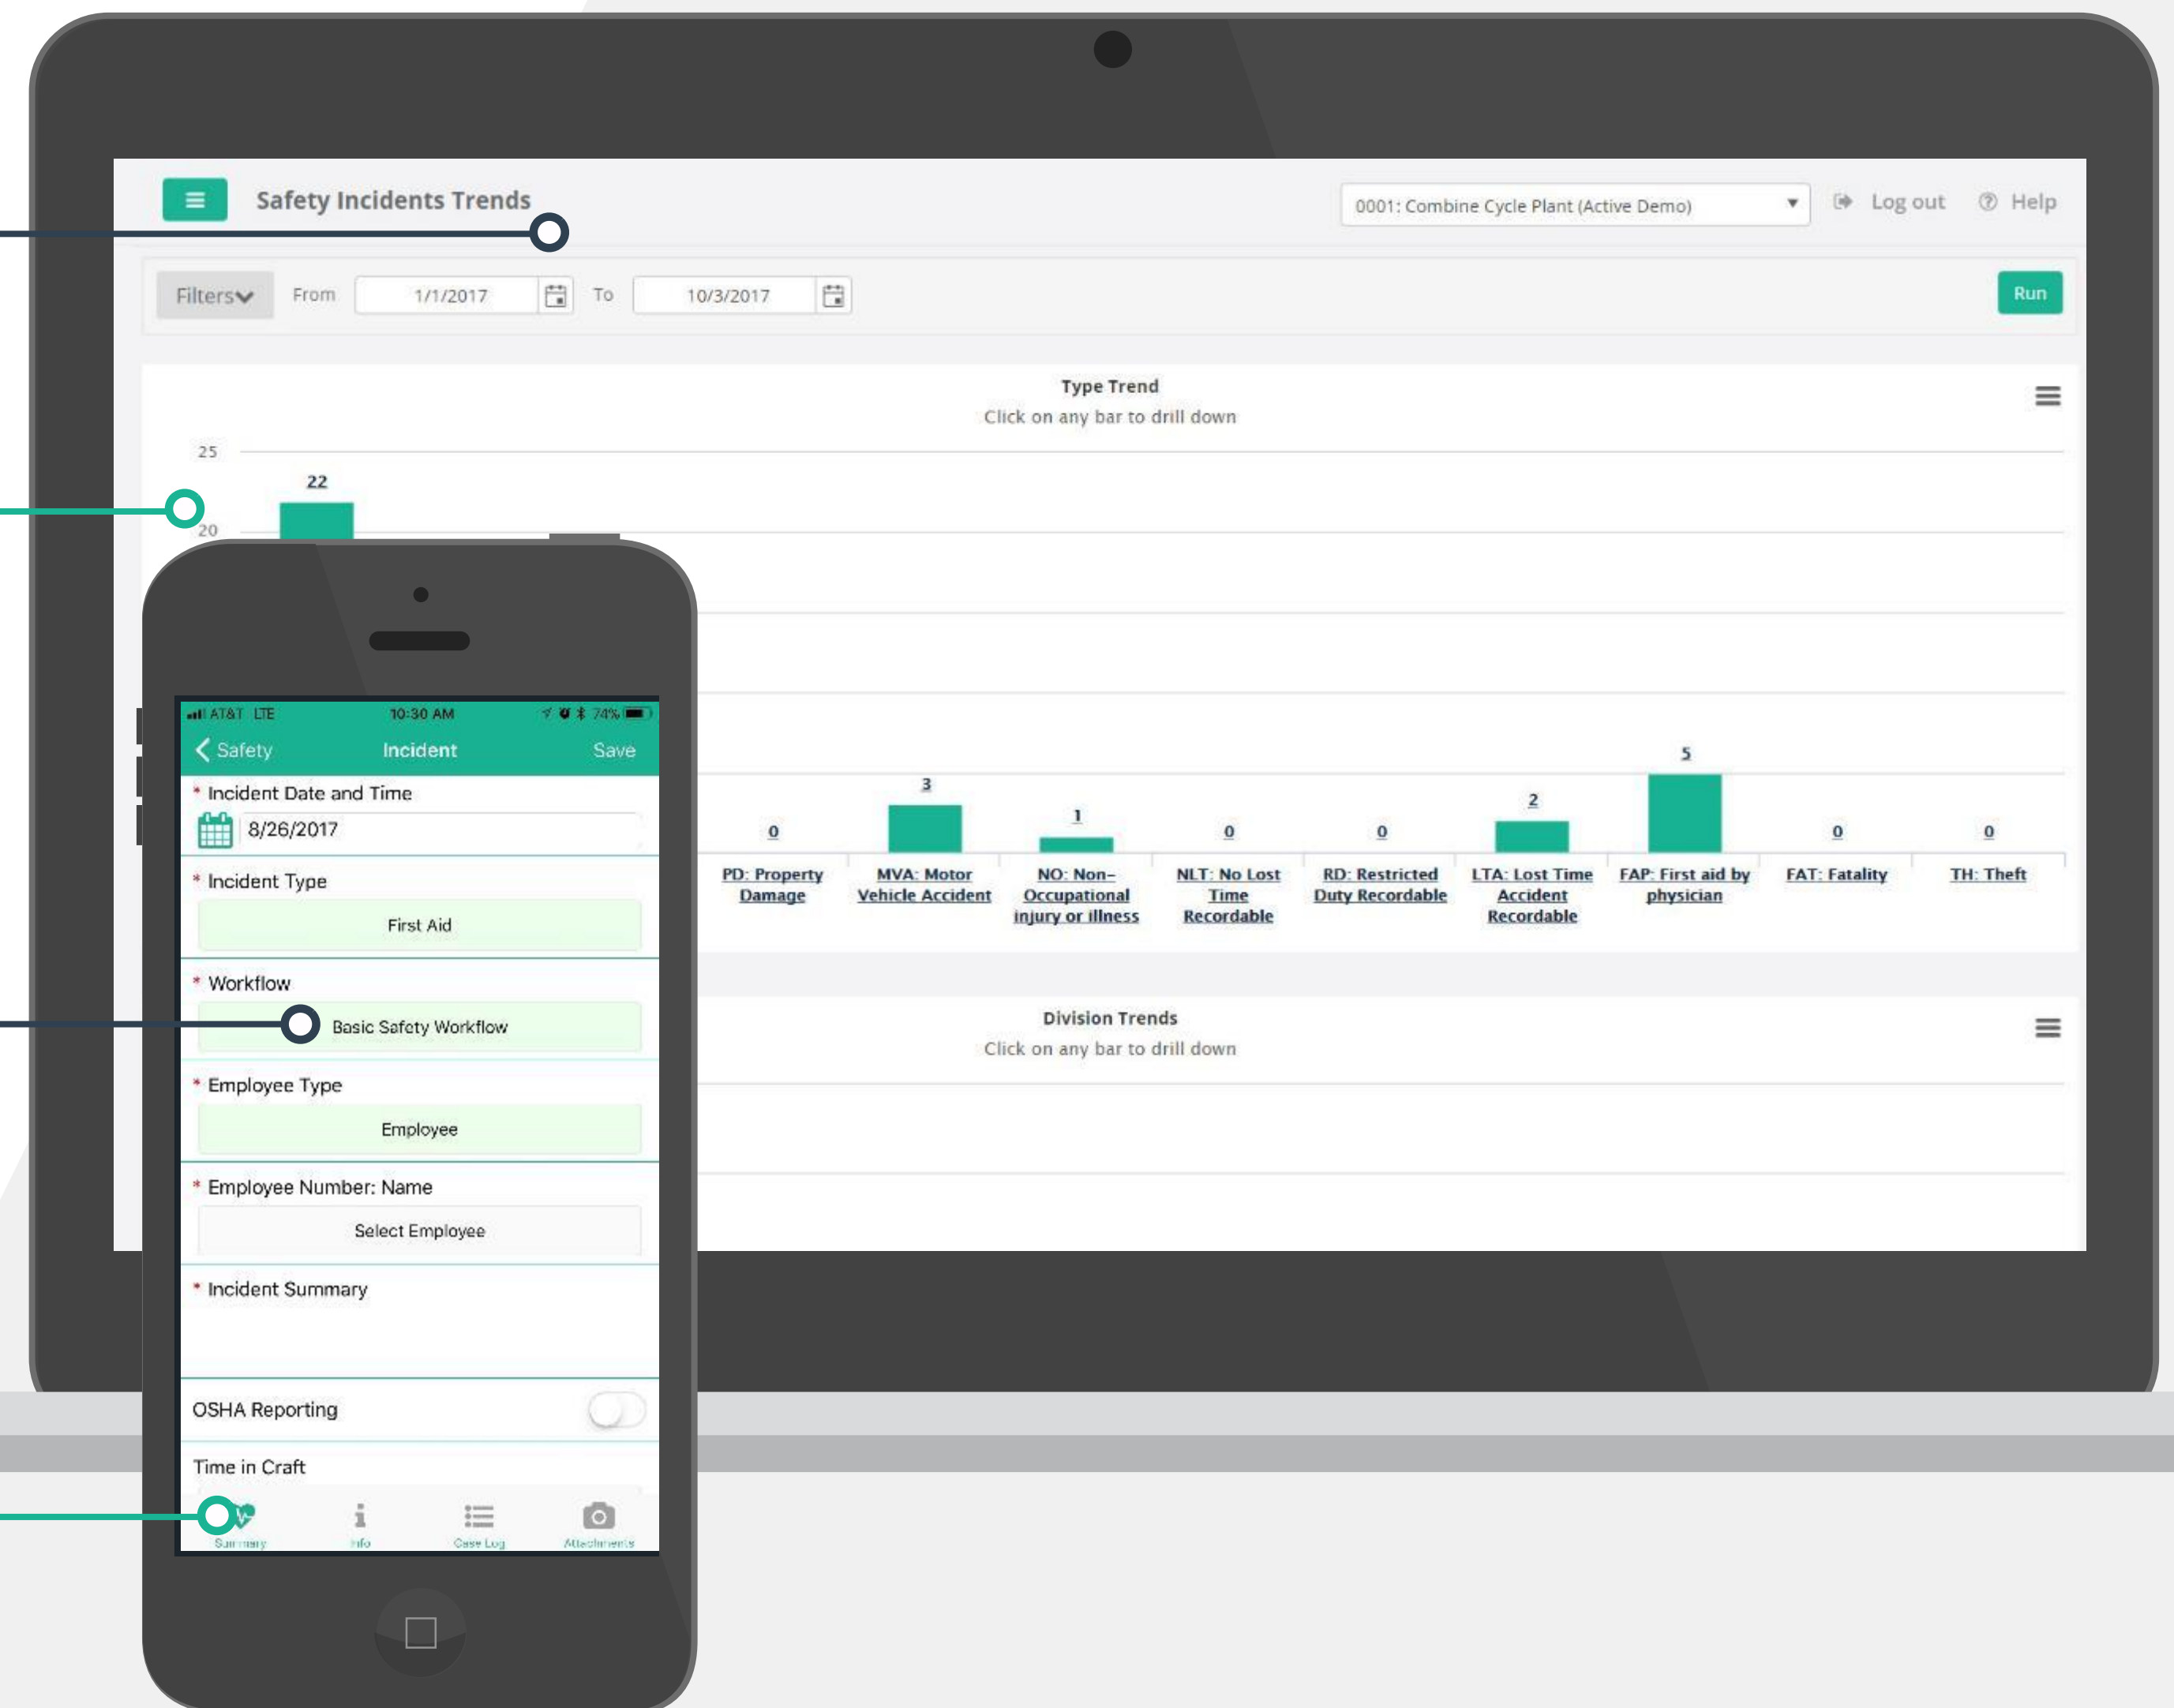 Safety Incidents Trends
0001: Combine Cycle Plant (Active Demo)
Log out
Help
Filters
From
1/1/2017
To
10/3/2017
Run
Type Trend
Click on any bar to drill down
25
22
20
5
3
2
1
0
0
0
0
0
PD: Property
Damage
MVA: Motor
Vehicle Accident
NO: Non-
Occupational
injury or illness
NLT: No Lost
Time
Recordable
RD: Restricted
Duty Recordable
LTA: Lost Time
Accident
Recordable
FAP: First aid by
physician
FAT: Fatality
TH: Theft
Division Trends
Click on any bar to drill down
AT&T LTE
10:30 AM
74%
Safety
Incident
Save
* Incident Date and Time
8/26/2017
* Incident Type
First Aid
* Workflow
Basic Safety Workflow
* Employee Type
Employee
* Employee Number: Name
Select Employee
* Incident Summary
OSHA Reporting
Time in Craft
Summary
Info
Case Log
Attachments